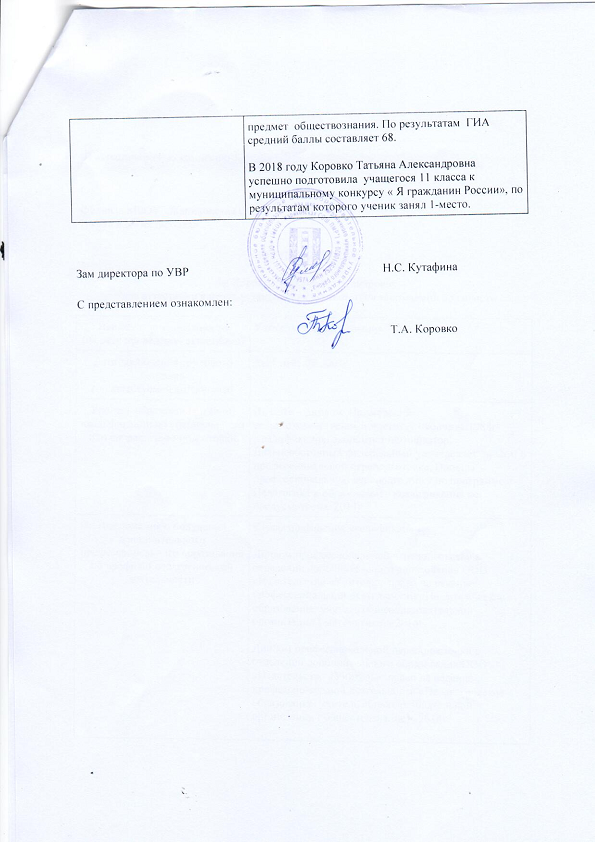 предмет обществознания. По результатам ГИА
средний баллы составляет 68.
В 2018 году Коровко Татьяна Александровна
успешно подготовила учащегося 11 класса к
муниципальному конкурсу « Я гражданин России», по
результатам которого ученик занял 1-место.
Зам директора по УВР Н.С. Кутафина
С представлением ознакомлен:
Т.А. Коровко